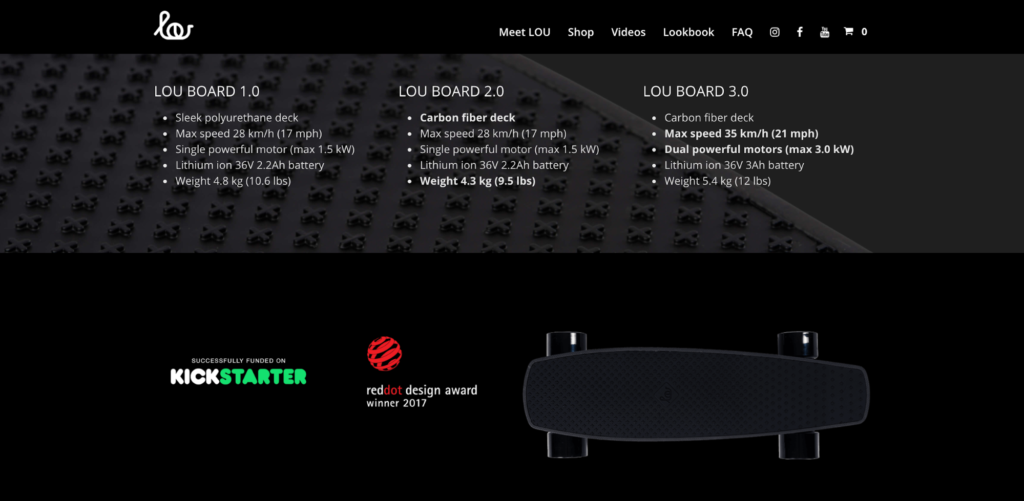 lou
Meet LOU
Shop
Videos
Lookbook
FAQ
You Tube
0
LOU BOARD 1.0
• Sleek polyurethane deck
• Max speed 28 km/h (17 mph)
• Single powerful motor (max 1.5 kW)
• Lithium ion 36V 2.2Ah battery
• Weight 4.8 kg (10.6 lbs)
LOU BOARD 2.0
• Carbon fiber deck
• Max speed 28 km/h (17 mph)
• Single powerful motor (max 1.5 kW)
• Lithium ion 36V 2.2Ah battery
• Weight 4.3 kg (9.5 lbs)
LOU BOARD 3.0
• Carbon fiber deck
• Max speed 35 km/h (21 mph)
• Dual powerful motors (max 3.0 kW)
• Lithium ion 36V 3Ah battery
• Weight 5.4 kg (12 lbs)
SUCCESSFULLY FUNDED ON
KICKSTARTER
reddot design award
winner 2017